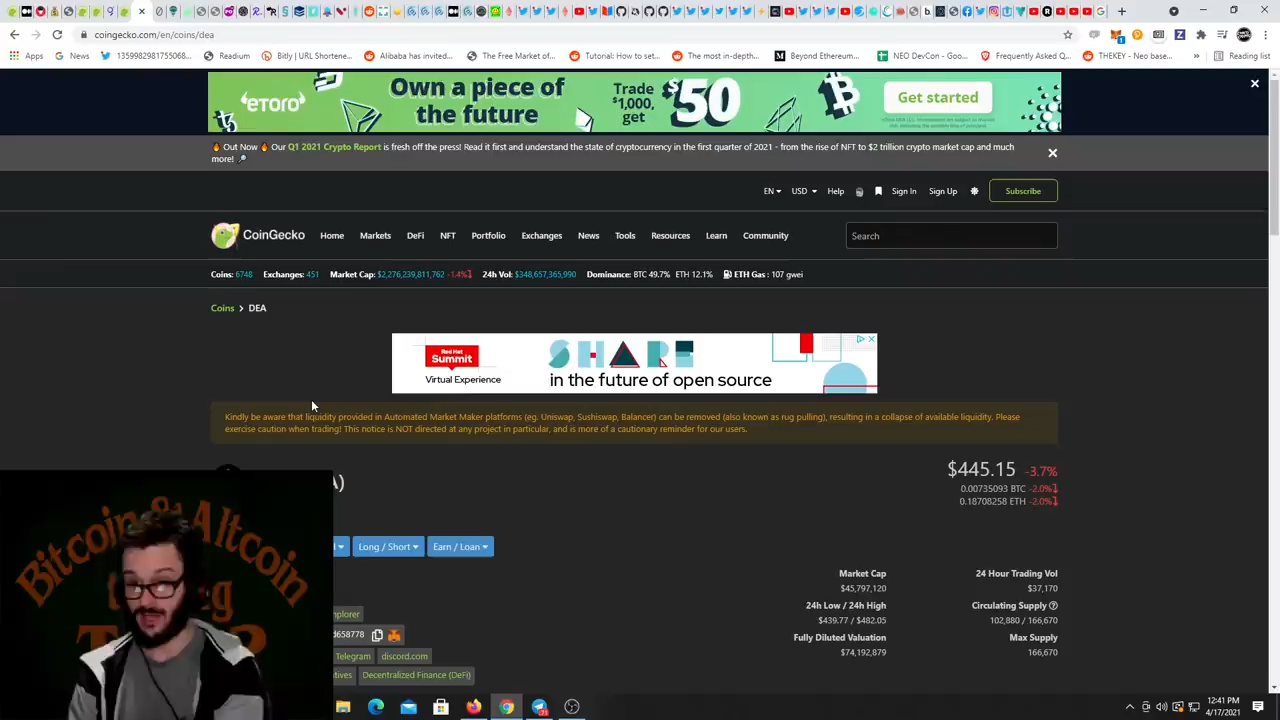 coingecko.com/en/coins/dea
Apps
News
1359982981755068...
Readium
Bitly | URL Shortene...
Alibaba has invited...
The Free Market of...
Tutorial: How to set...
The most in-depth...
Beyond Ethereum...
NEO DevCon...
Frequently Asked Q...
THEKEY - Neo base...
»
Reading list
etoro
Own a piece of
the future
Trade
$1,000,
get
$50
Get started
Out Now Our Q1 2021 Crypto Report is fresh off the press! Read it first and understand the state of cryptocurrency in the first quarter of 2021 - from the rise of NFT to $2 trillion crypto market cap and much
more!
EN USD Help Sign In Sign Up Subscribe
CoinGecko Home Markets DeFi NFT Portfolio Exchanges News Tools Resources Learn Community Search
Coins: 6748 Exchanges: 451 Market Cap: $2,276,239,811,762 -1.4% 24h Vol: $348,657,365,990 Dominance: BTC 49.7% ETH 12.1% ETH Gas : 107 gwei
Coins > DEA
Red Hat
Summit
Virtual Experience
SHARE
in the future of open source
Kindly be aware that liquidity provided in Automated Market Maker platforms (eg. Uniswap, Sushiswap, Balancer) can be removed (also known as rug pulling), resulting in a collapse of available liquidity. Please
exercise caution when trading! This notice is NOT directed at any project in particular, and is more of a cautionary reminder for our users.
A)
$445.15 -3.7%
0.00735093 BTC -2.0%
0.18708258 ETH -2.0%
Long / Short
Earn / Loan
Market Cap
$45,797,120
24 Hour Trading Vol
$37,170
24h Low / 24h High
$439.77 / $482.05
Circulating Supply
102,880 / 166,670
Fully Diluted Valuation
$74,192,879
Max Supply
166,670
plorer
d658778
Telegram
discord.com
atives
Decentralized Finance (DeFi)
Bitcoin & Altcoin
12:41 PM
4/17/2021